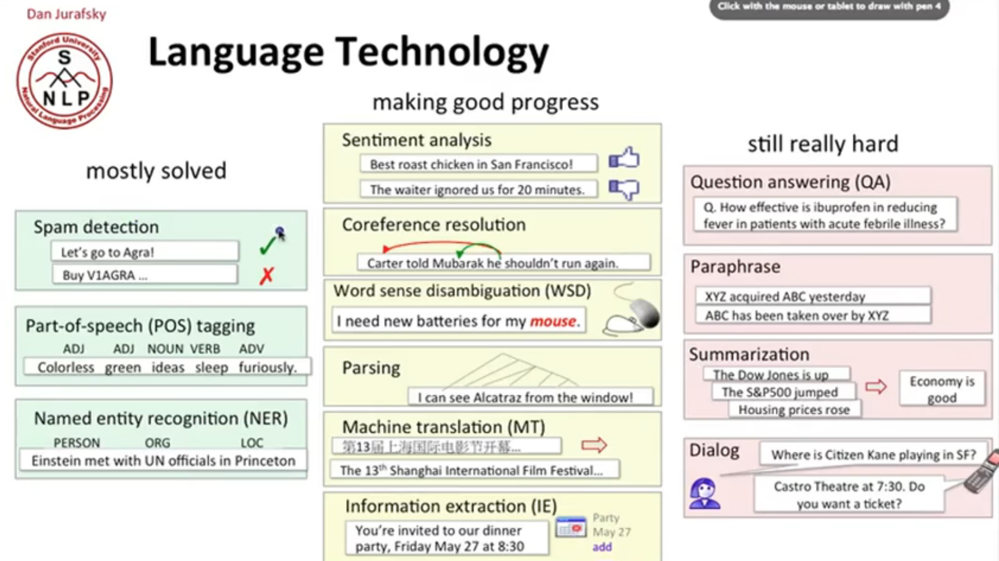 Dan Jurafsky
Click with the mouse or tablet to draw with pen 4
Stanford University
S
N L P
Natural Language Processing
Language Technology
mostly solved
Spam detection
Let's go to Agra!
Buy V1AGRA ...
Part-of-speech (POS) tagging
ADJ ADJ NOUN VERB ADV
Colorless green ideas sleep furiously.
Named entity recognition (NER)
PERSON ORG LOC
Einstein met with UN officials in Princeton
making good progress
Sentiment analysis
Best roast chicken in San Francisco!
The waiter ignored us for 20 minutes.
Coreference resolution
Carter told Mubarak he shouldn't run again.
Word sense disambiguation (WSD)
I need new batteries for my mouse.
Parsing
I can see Alcatraz from the window!
Machine translation (MT)
第13届上海国际电影节开幕...
The 13th Shanghai International Film Festival...
Information extraction (IE)
You're invited to our dinner
party, Friday May 27 at 8:30
Party
May 27
add
still really hard
Question answering (QA)
Q. How effective is ibuprofen in reducing
fever in patients with acute febrile illness?
Paraphrase
XYZ acquired ABC yesterday
ABC has been taken over by XYZ
Summarization
The Dow Jones is up
The S&P500 jumped
Housing prices rose
Economy is
good
Dialog
Where is Citizen Kane playing in SF?
Castro Theatre at 7:30. Do
you want a ticket?